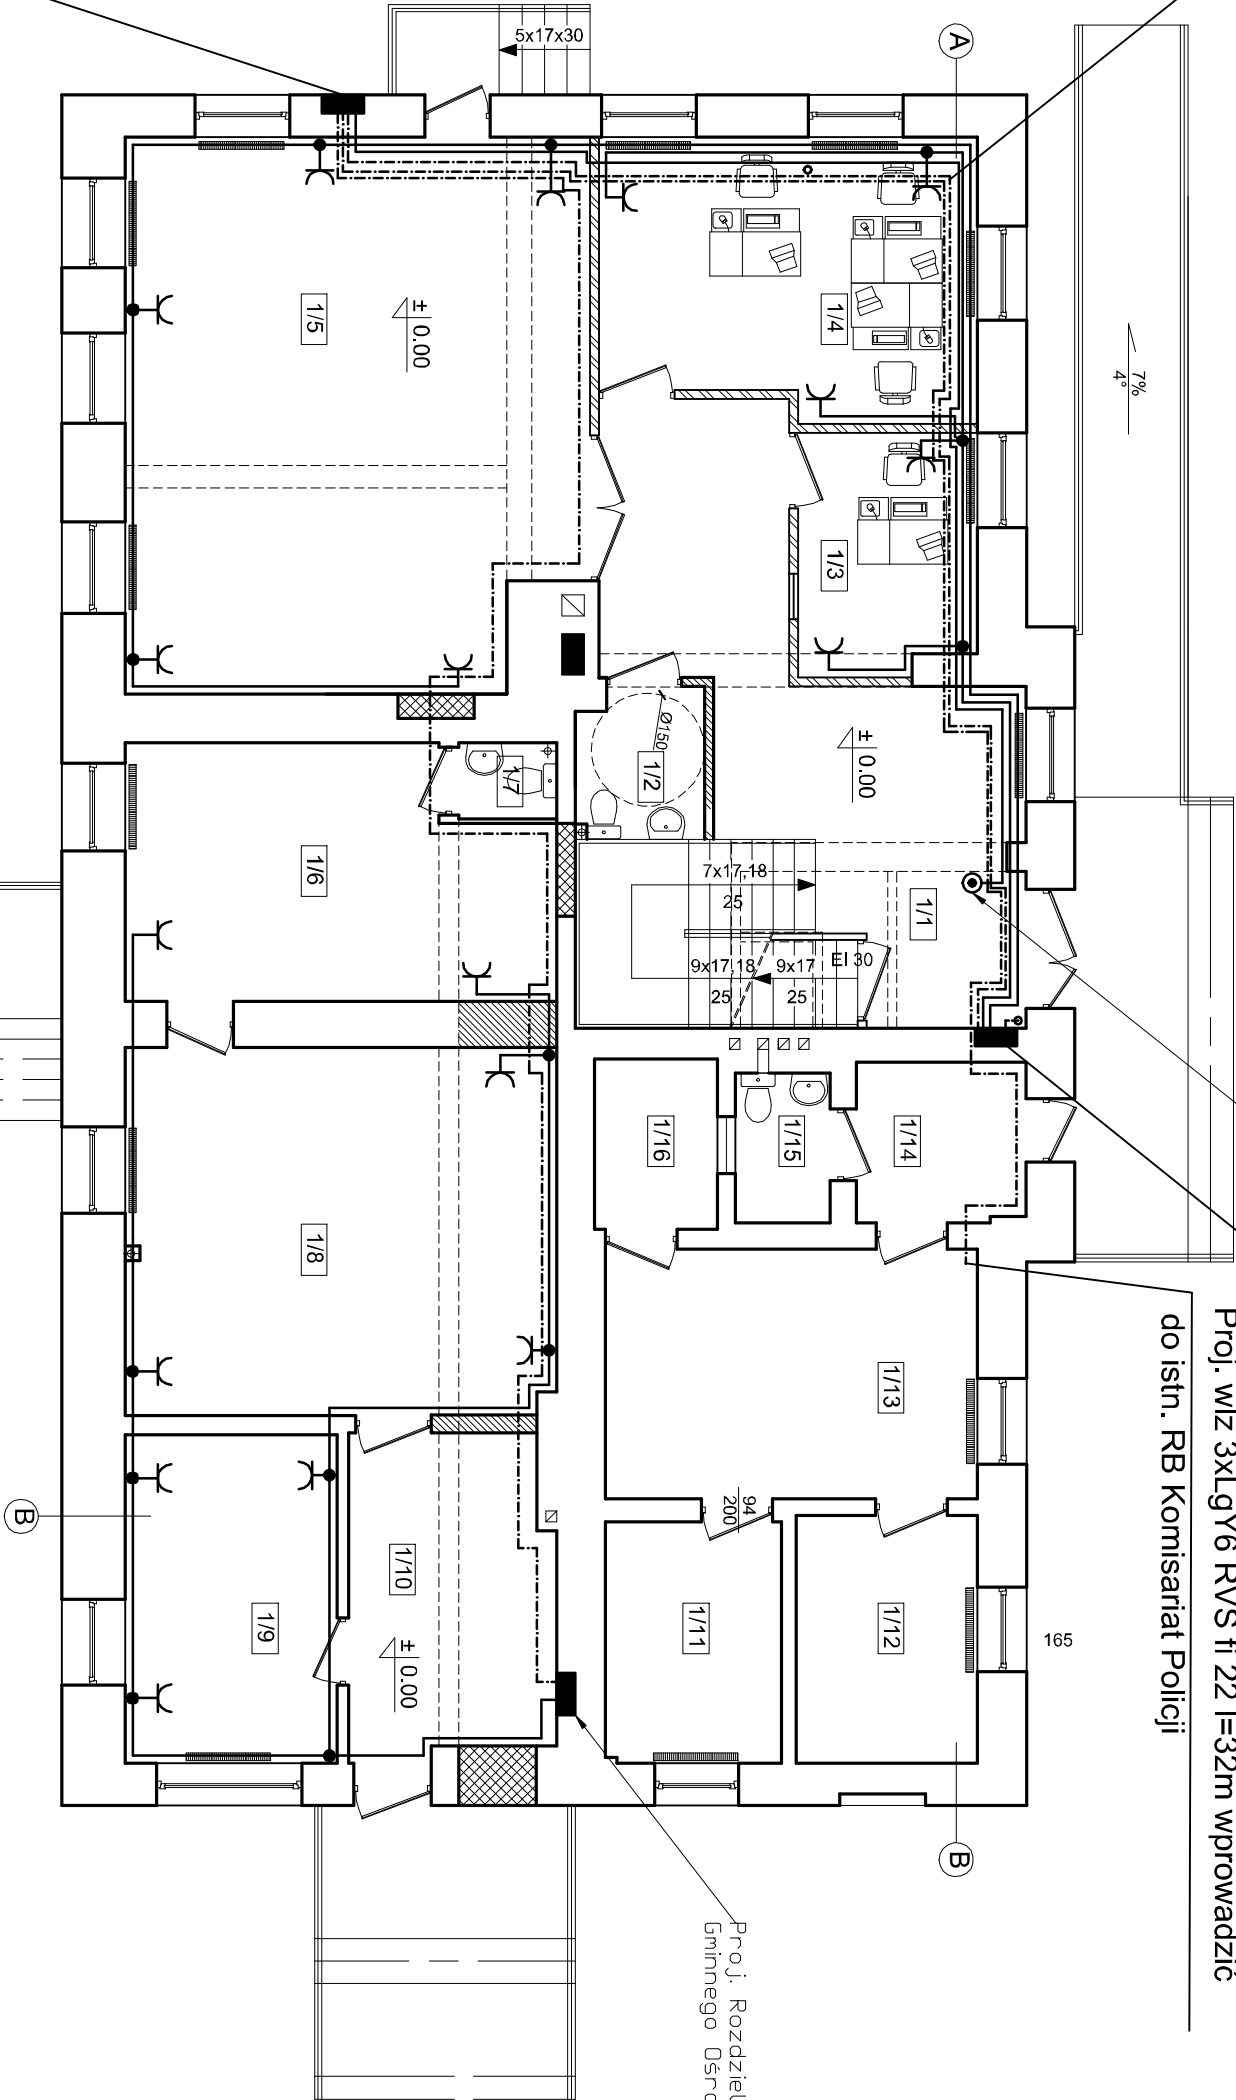 5x17x30
A
7%
4°
1/5
± 0.00
1/4
1/3
Ø150
1/2
± 0.00
1/7
1/6
7x17,18
25
1/1
9x17,18
25
9x17
25
EI 30
1/16
1/15
1/14
1/8
1/13
94
200
B
1/9
1/10
± 0.00
1/11
1/12
165
B
Proj. wlz 3xLgY6 RVS fi 22 l=32m wprowadzić
do istn. RB Komisariat Policji
Proj.
Gminnego